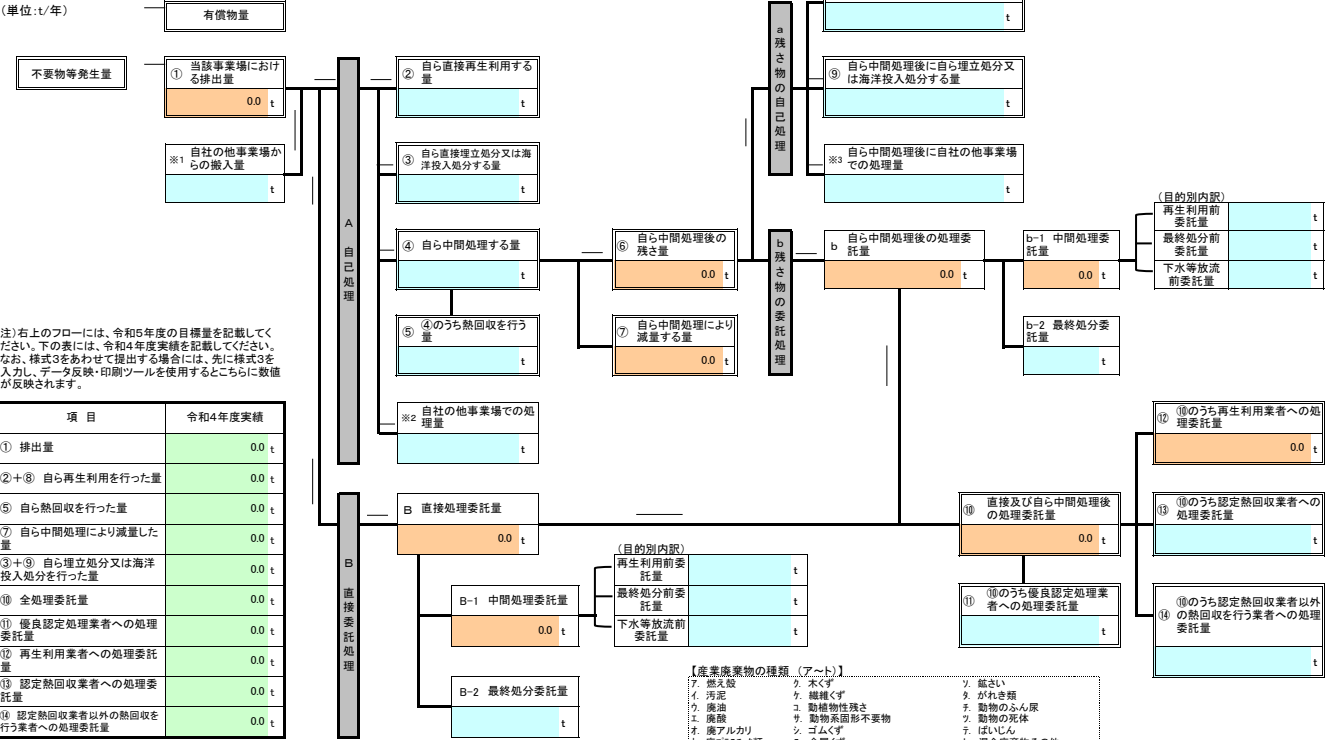 (単位:t/年)
有償物量
不要物等発生量
① 当該事業場におけ
る排出量
0.0 t
※1 自社の他事業場か
らの搬入量
t
A 自己処理
② 自ら直接再生利用する
量
t
③ 自ら直接埋立処分又は海
洋投入処分する量
t
④ 自ら中間処理する量
t
⑤ ④のうち熱回収を行う
量
t
※2 自社の他事業場での処
理量
t
⑥ 自ら中間処理後の
残さ量
0.0 t
⑦ 自ら中間処理により
減量する量
0.0 t
a 残さ物の自己処理
t
⑨ 自ら中間処理後に自ら埋立処分又
は海洋投入処分する量
t
※3 自ら中間処理後に自社の他事業場
での処理量
t
b 残さ物の委託処理
b 自ら中間処理後の処理委
託量
0.0 t
b-1 中間処理委
託量
0.0 t
(目的別内訳)
再生利用前
委託量
t
最終処分前
委託量
t
下水等放流
前委託量
t
b-2 最終処分委
託量
t
注)右上のフローには、令和5年度の目標量を記載してく
ださい。下の表には、令和4年度実績を記載してください。
なお、様式3をあわせて提出する場合には、先に様式3を
入力し、データ反映・印刷ツールを使用するとこちらに数値
が反映されます。
項 目 令和4年度実績
① 排出量 0.0 t
②+⑧ 自ら再生利用を行った量 0.0 t
⑤ 自ら熱回収を行った量 0.0 t
⑦ 自ら中間処理により減量した
量 0.0 t
③+⑨ 自ら埋立処分又は海洋
投入処分を行った量 0.0 t
⑩ 全処理委託量 0.0 t
⑪ 優良認定処理業者への処理
委託量 0.0 t
⑫ 再生利用業者への処理委託
量 0.0 t
⑬ 認定熱回収業者への処理委
託量 0.0 t
⑭ 認定熱回収業者以外の熱回収を
行う業者への処理委託量 0.0 t
B 直接委託処理
B 直接処理委託量
0.0 t
B-1 中間処理委託量
0.0 t
(目的別内訳)
再生利用前委
託量
t
最終処分前委
託量
t
下水等放流前
委託量
t
B-2 最終処分委託量
t
⑩ 直接及び自ら中間処理後
の処理委託量
0.0 t
⑪ ⑩のうち優良認定処理業
者への処理委託量
t
⑫ ⑩のうち再生利用業者への処
理委託量
0.0 t
⑬ ⑩のうち認定熱回収業者への
処理委託量
t
⑭ ⑩のうち認定熱回収業者以外
の熱回収を行う業者への処理
委託量
t
【産業廃棄物の種類 (ア~ト)】
ア. 燃え殻 ク. 木くず ソ. 鉱さい
イ. 汚泥 ケ. 繊維くず タ. がれき類
ウ. 廃油 コ. 動植物性残さ チ. 動物のふん尿
エ. 廃酸 サ. 動物系固形不要物 ツ. 動物の死体
オ. 廃アルカリ シ. ゴムくず テ. ばいじん